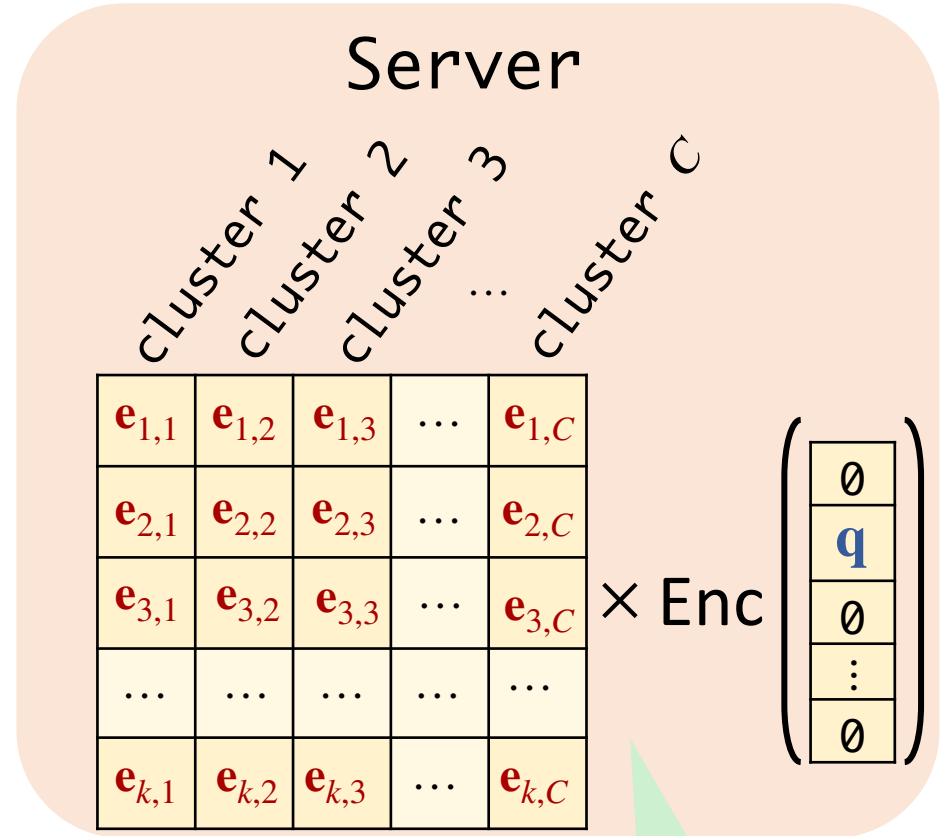 Server
cluster 1 cluster 2 cluster 3 … cluster C
e₁,₁ e₁,₂ e₁,₃ … e₁,C
e₂,₁ e₂,₂ e₂,₃ … e₂,C
e₃,₁ e₃,₂ e₃,₃ … e₃,C
… … … … …
eₖ,₁ eₖ,₂ eₖ,₃ … eₖ,C
× Enc
0
q
0
⋮
0